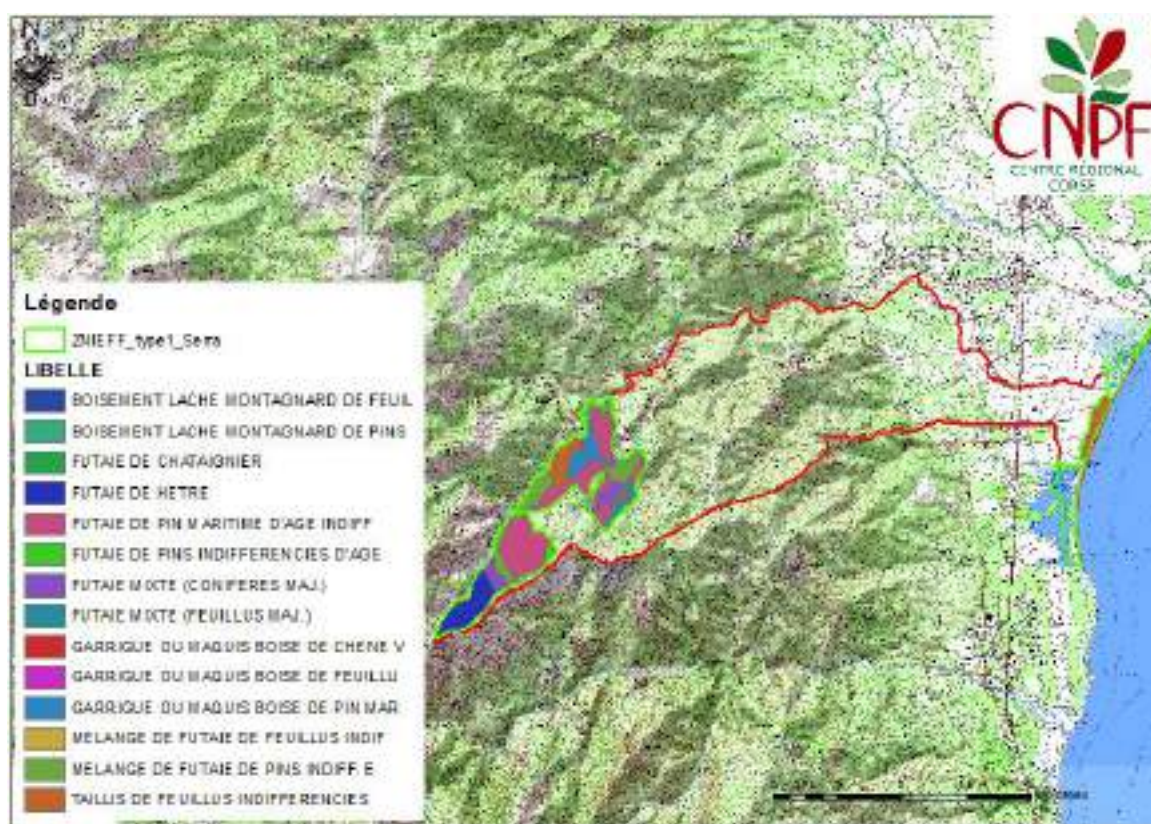 N
CNPF
CENTRE REGIONAL
CORSE
Légende
ZNIEFF_type1_Serra
LIBELLE
BOISEMENT LACHE MONTAGNARD DE FEUIL
BOISEMENT LACHE MONTAGNARD DE PINS
FUTAIE DE CHATAIGNIER
FUTAIE DE HETRE
FUTAIE DE PIN MARITIME D'AGE INDIFF
FUTAIE DE PINS INDIFFERENCIES D'AGE
FUTAIE MIXTE (CONIFERES MAJ.)
FUTAIE MIXTE (FEUILLUS MAJ.)
GARRIGUE OU MAQUIS BOISE DE CHENE V
GARRIGUE OU MAQUIS BOISE DE FEUILLU
GARRIGUE OU MAQUIS BOISE DE PIN MAR
MELANGE DE FUTAIE DE FEUILLUS INDIF
MELANGE DE FUTAIE DE PINS INDIFF. E
TAILLIS DE FEUILLUS INDIFFERENCIES